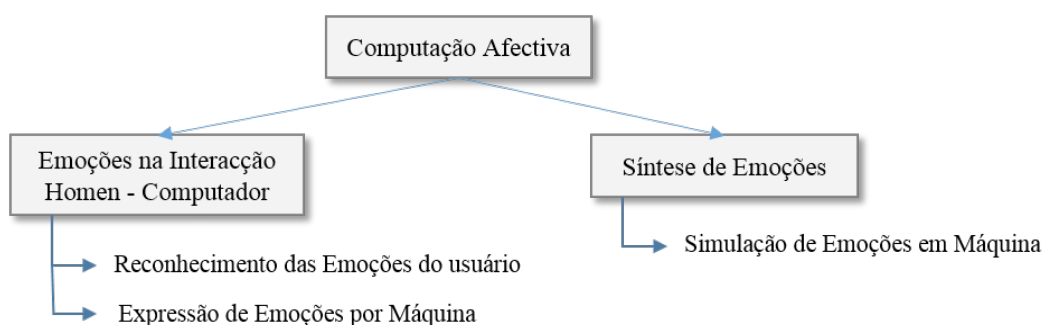 Computação Afectiva
Emoções na Interacção
Homen - Computador
Síntese de Emoções
Reconhecimento das Emoções do usuário
Expressão de Emoções por Máquina
Simulação de Emoções em Máquina